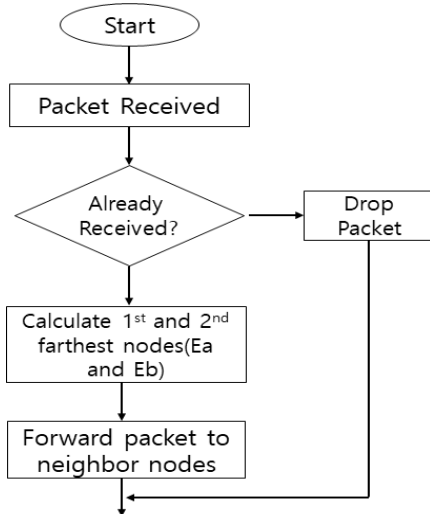 Start
Packet Received
Already
Received?
Drop
Packet
Calculate 1st and 2nd
farthest nodes(Ea
and Eb)
Forward packet to
neighbor nodes